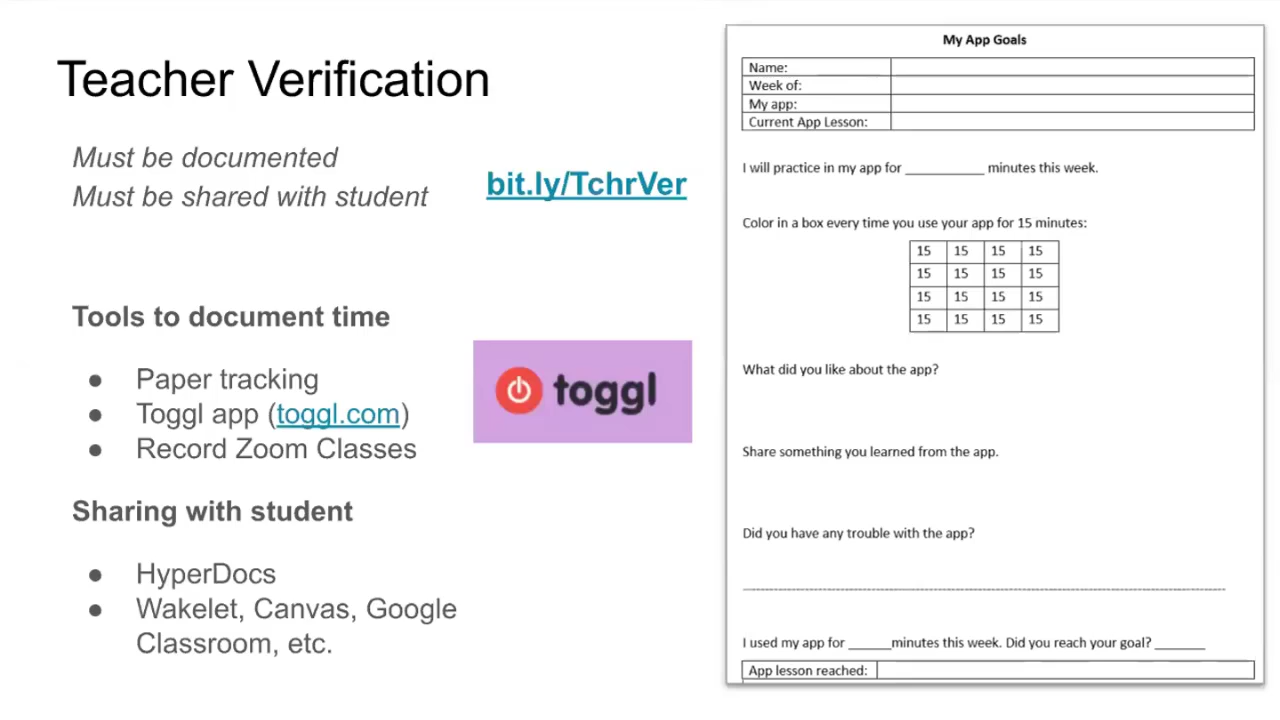 Teacher Verification
Must be documented
Must be shared with student
bit.ly/TchrVer
Tools to document time
● Paper tracking
● Toggl app (toggl.com)
● Record Zoom Classes
toggl
Sharing with student
● HyperDocs
● Wakelet, Canvas, Google
Classroom, etc.
My App Goals
Name:
Week of:
My app:
Current App Lesson:
I will practice in my app for ___________ minutes this week.
Color in a box every time you use your app for 15 minutes:
15 15 15 15
15 15 15 15
15 15 15 15
15 15 15 15
What did you like about the app?
Share something you learned from the app.
Did you have any trouble with the app?
I used my app for ______minutes this week. Did you reach your goal? _______
App lesson reached: